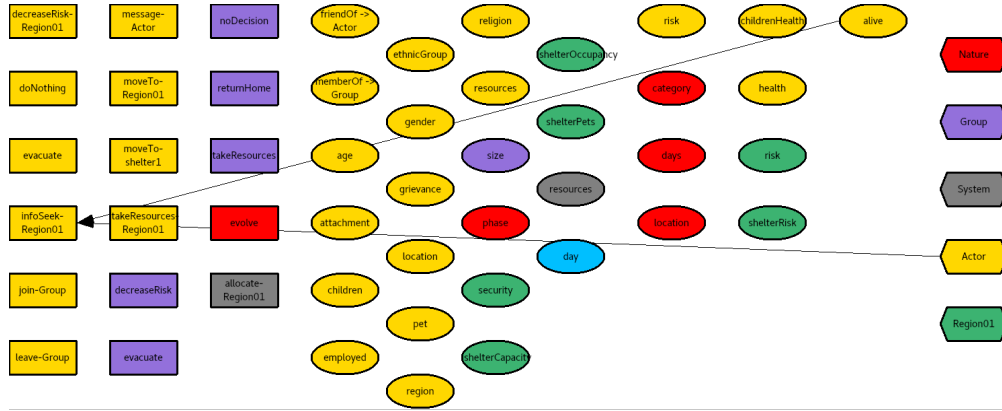 decreaseRisk-
Region01
message-
Actor
noDecision
friendOf ->
Actor
religion
risk
childrenHealth
alive
ethnicGroup
shelterOccupancy
Nature
doNothing
moveTo-
Region01
returnHome
memberOf ->
Group
resources
category
health
gender
shelterPets
Group
evacuate
moveTo-
shelter1
takeResources
age
size
days
risk
grievance
resources
System
infoSeek-
Region01
takeResources-
Region01
evolve
attachment
phase
location
shelterRisk
location
day
Actor
join-Group
decreaseRisk
allocate-
Region01
children
security
pet
Region01
leave-Group
evacuate
employed
shelterCapacity
region